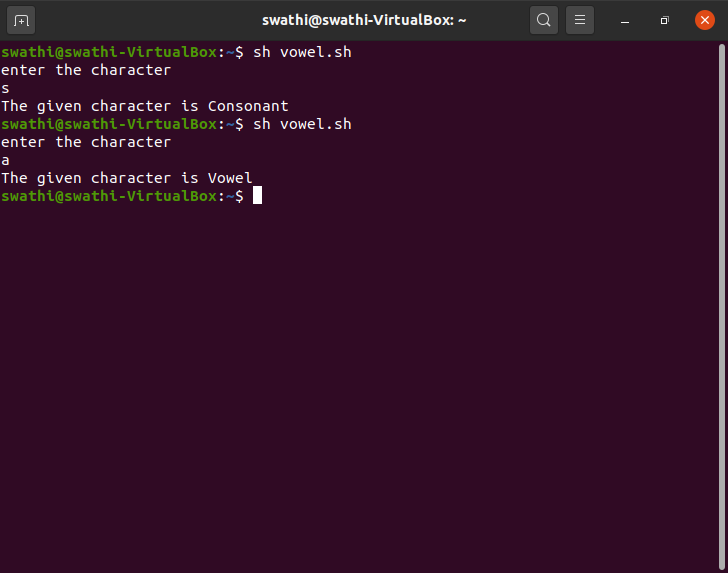 swathi@swathi-VirtualBox: ~
swathi@swathi-VirtualBox:~$ sh vowel.sh
enter the character
s
The given character is Consonant
swathi@swathi-VirtualBox:~$ sh vowel.sh
enter the character
a
The given character is Vowel
swathi@swathi-VirtualBox:~$